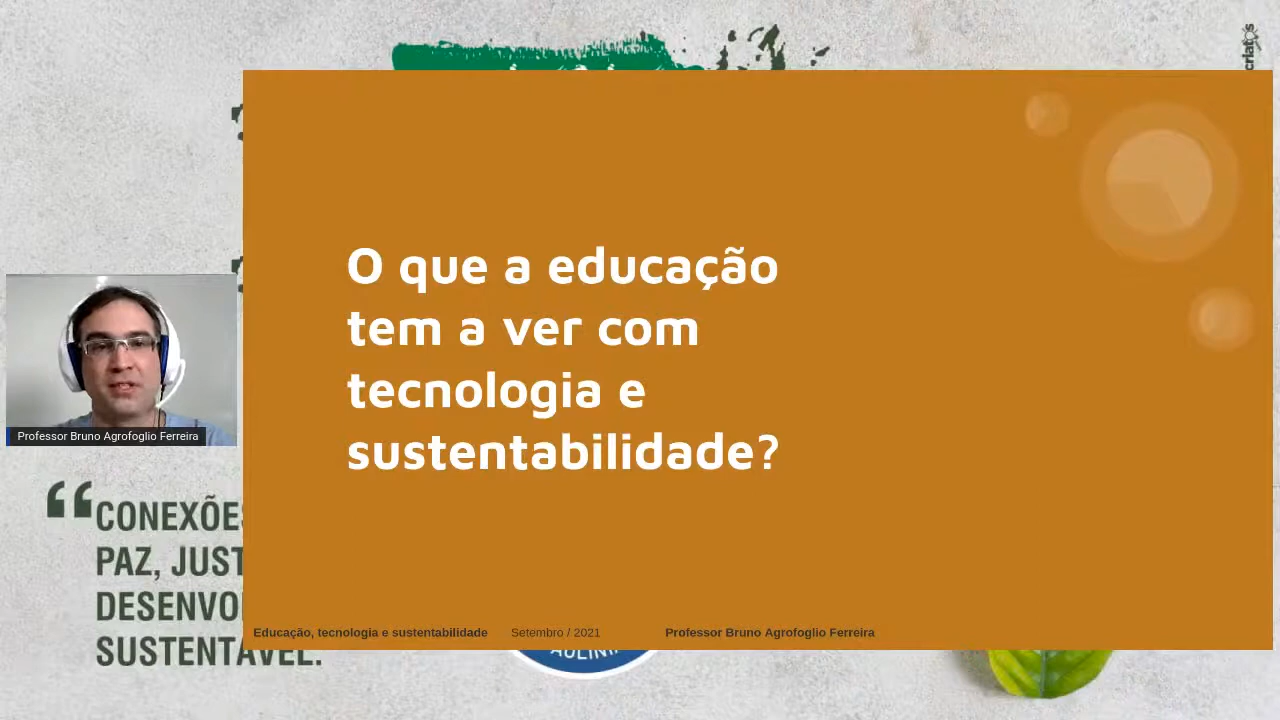 O que a educação
tem a ver com
tecnologia e
sustentabilidade?
Professor Bruno Agrofoglio Ferreira
“CONEXÕES
PAZ, JUST
DESENVO
SUSTENTÁVEL.
Educação, tecnologia e sustentabilidade Setembro / 2021 Professor Bruno Agrofoglio Ferreira